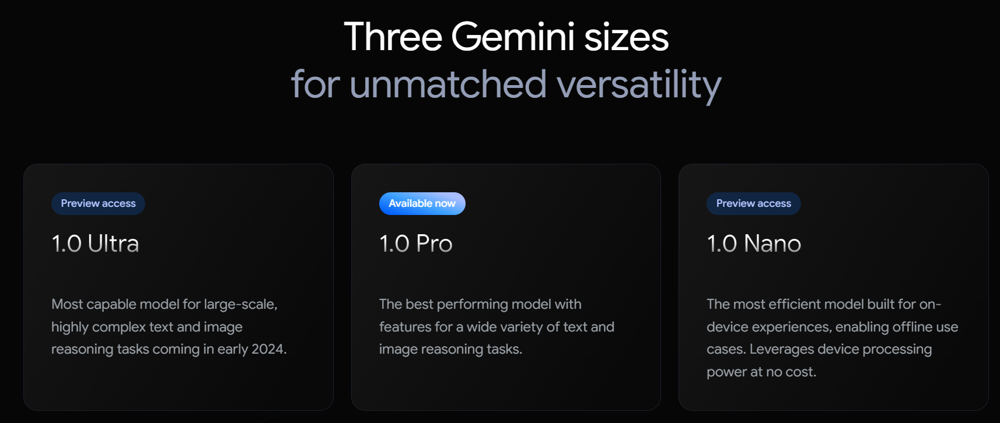 Three Gemini sizes
for unmatched versatility
Preview access
1.0 Ultra
Most capable model for large-scale,
highly complex text and image
reasoning tasks coming in early 2024.
Available now
1.0 Pro
The best performing model with
features for a wide variety of text and
image reasoning tasks.
Preview access
1.0 Nano
The most efficient model built for on-
device experiences, enabling offline use
cases. Leverages device processing
power at no cost.